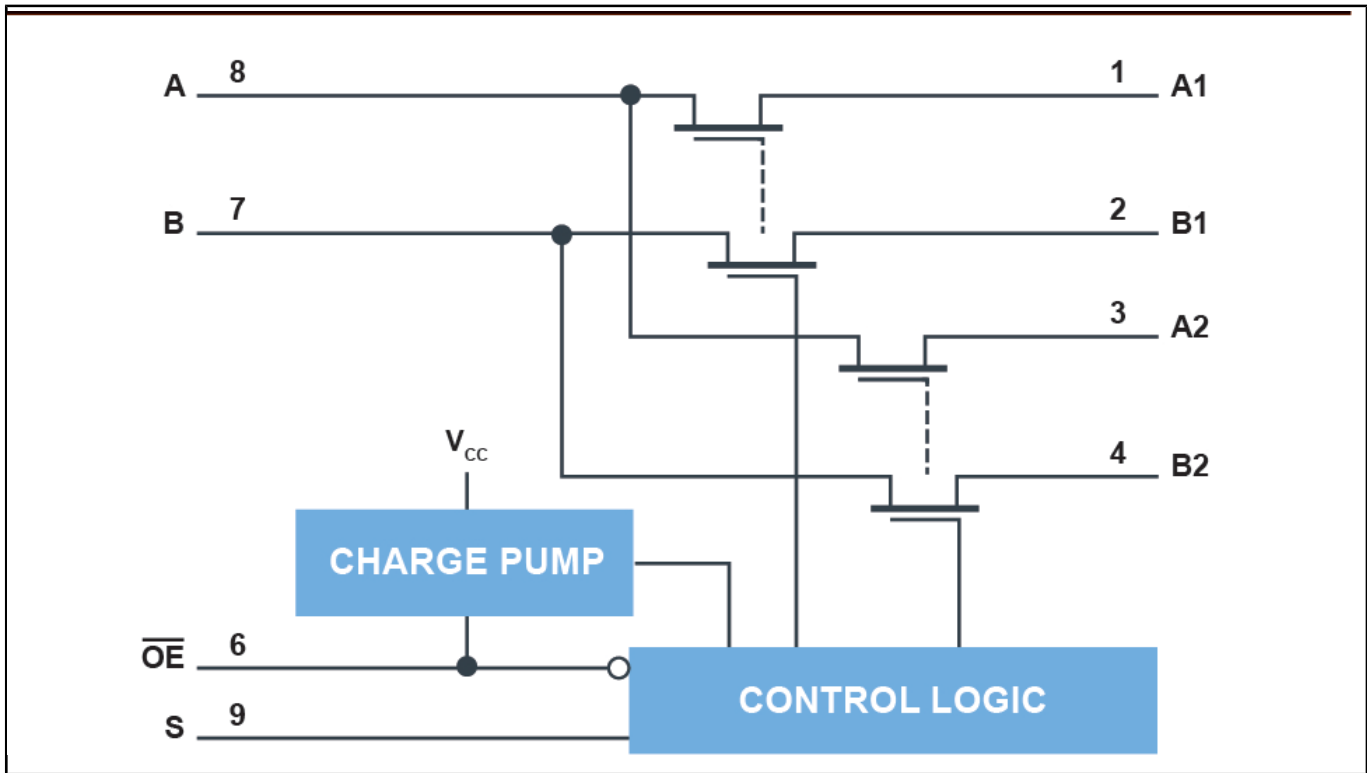 A 8 1 A1
B 7 2 B1
3 A2
4 B2
VCC
CHARGE PUMP
OE 6
CONTROL LOGIC
S 9